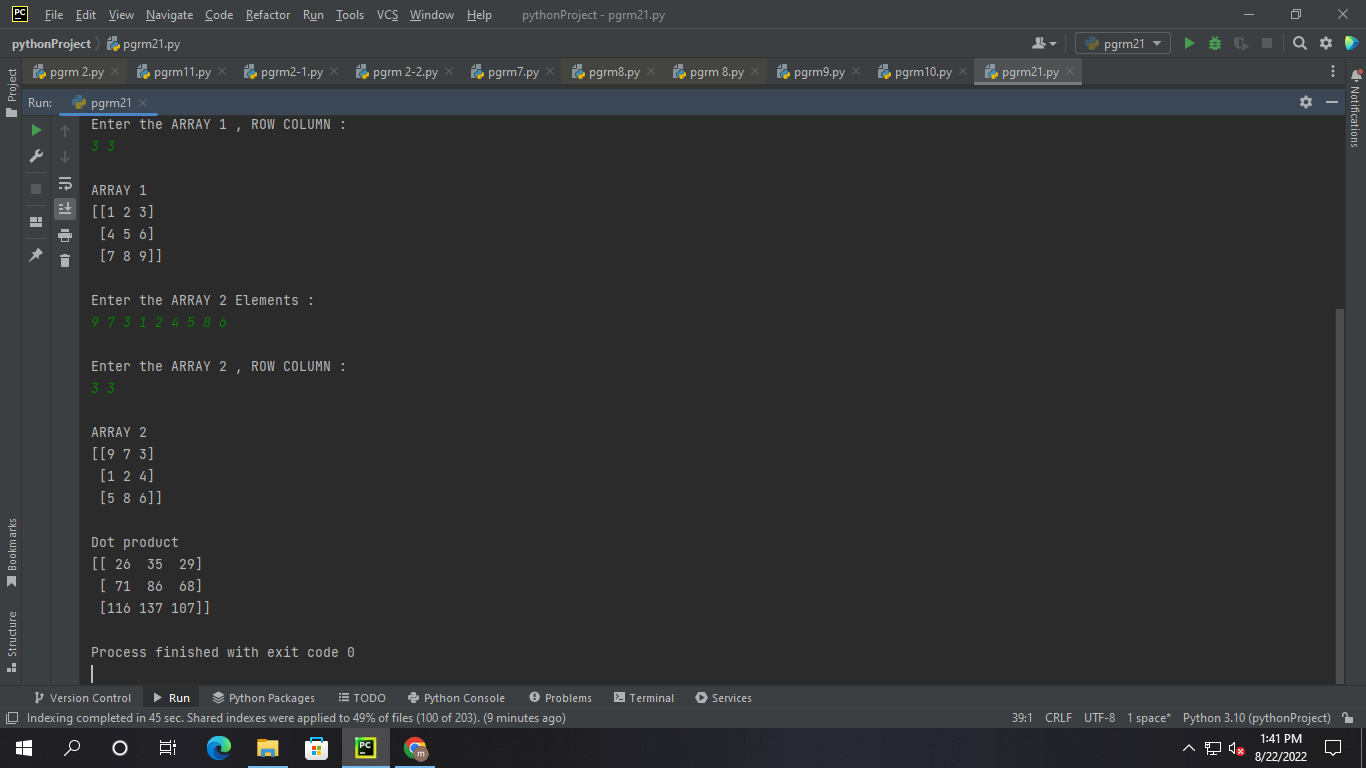 PC File Edit View Navigate Code Refactor Run Tools VCS Window Help pythonProject - pgrm21.py
pythonProject pgrm21.py pgrm21
Project pgrm 2.py pgrm11.py pgrm2-1.py pgrm 2-2.py pgrm7.py pgrm8.py pgrm 8.py pgrm9.py pgrm10.py pgrm21.py
Notifications
Run: pgrm21
Enter the ARRAY 1 , ROW COLUMN :
3 3
ARRAY 1
[[1 2 3]
[4 5 6]
[7 8 9]]
Enter the ARRAY 2 Elements :
9 7 3 1 2 4 5 8 6
Enter the ARRAY 2 , ROW COLUMN :
3 3
ARRAY 2
[[9 7 3]
[1 2 4]
[5 8 6]]
Dot product
[[ 26 35 29]
[ 71 86 68]
[116 137 107]]
Process finished with exit code 0
Bookmarks
Structure
Version Control Run Python Packages TODO Python Console Problems Terminal Services
Indexing completed in 45 sec. Shared indexes were applied to 49% of files (100 of 203). (9 minutes ago) 39:1 CRLF UTF-8 1 space* Python 3.10 (pythonProject)
PC m 1:41 PM
8/22/2022